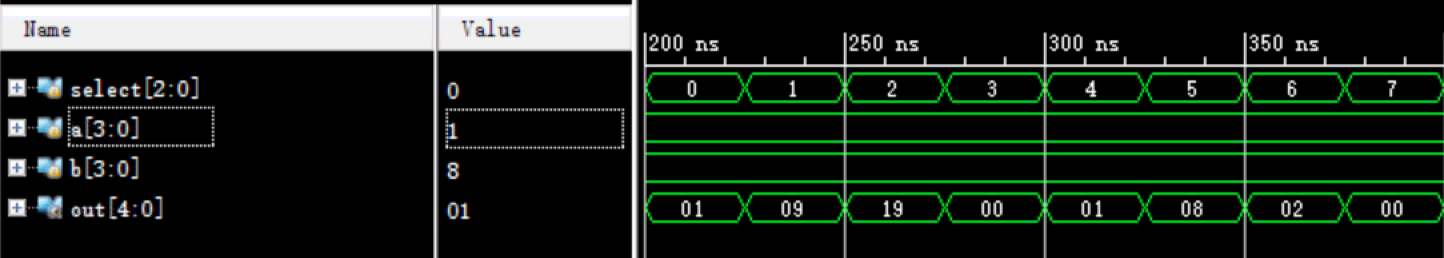 Name Value
200 ns 250 ns 300 ns 350 ns
select[2:0] 0 0 1 2 3 4 5 6 7
a[3:0] 1
b[3:0] 8
out[4:0] 01 01 09 19 00 01 08 02 00